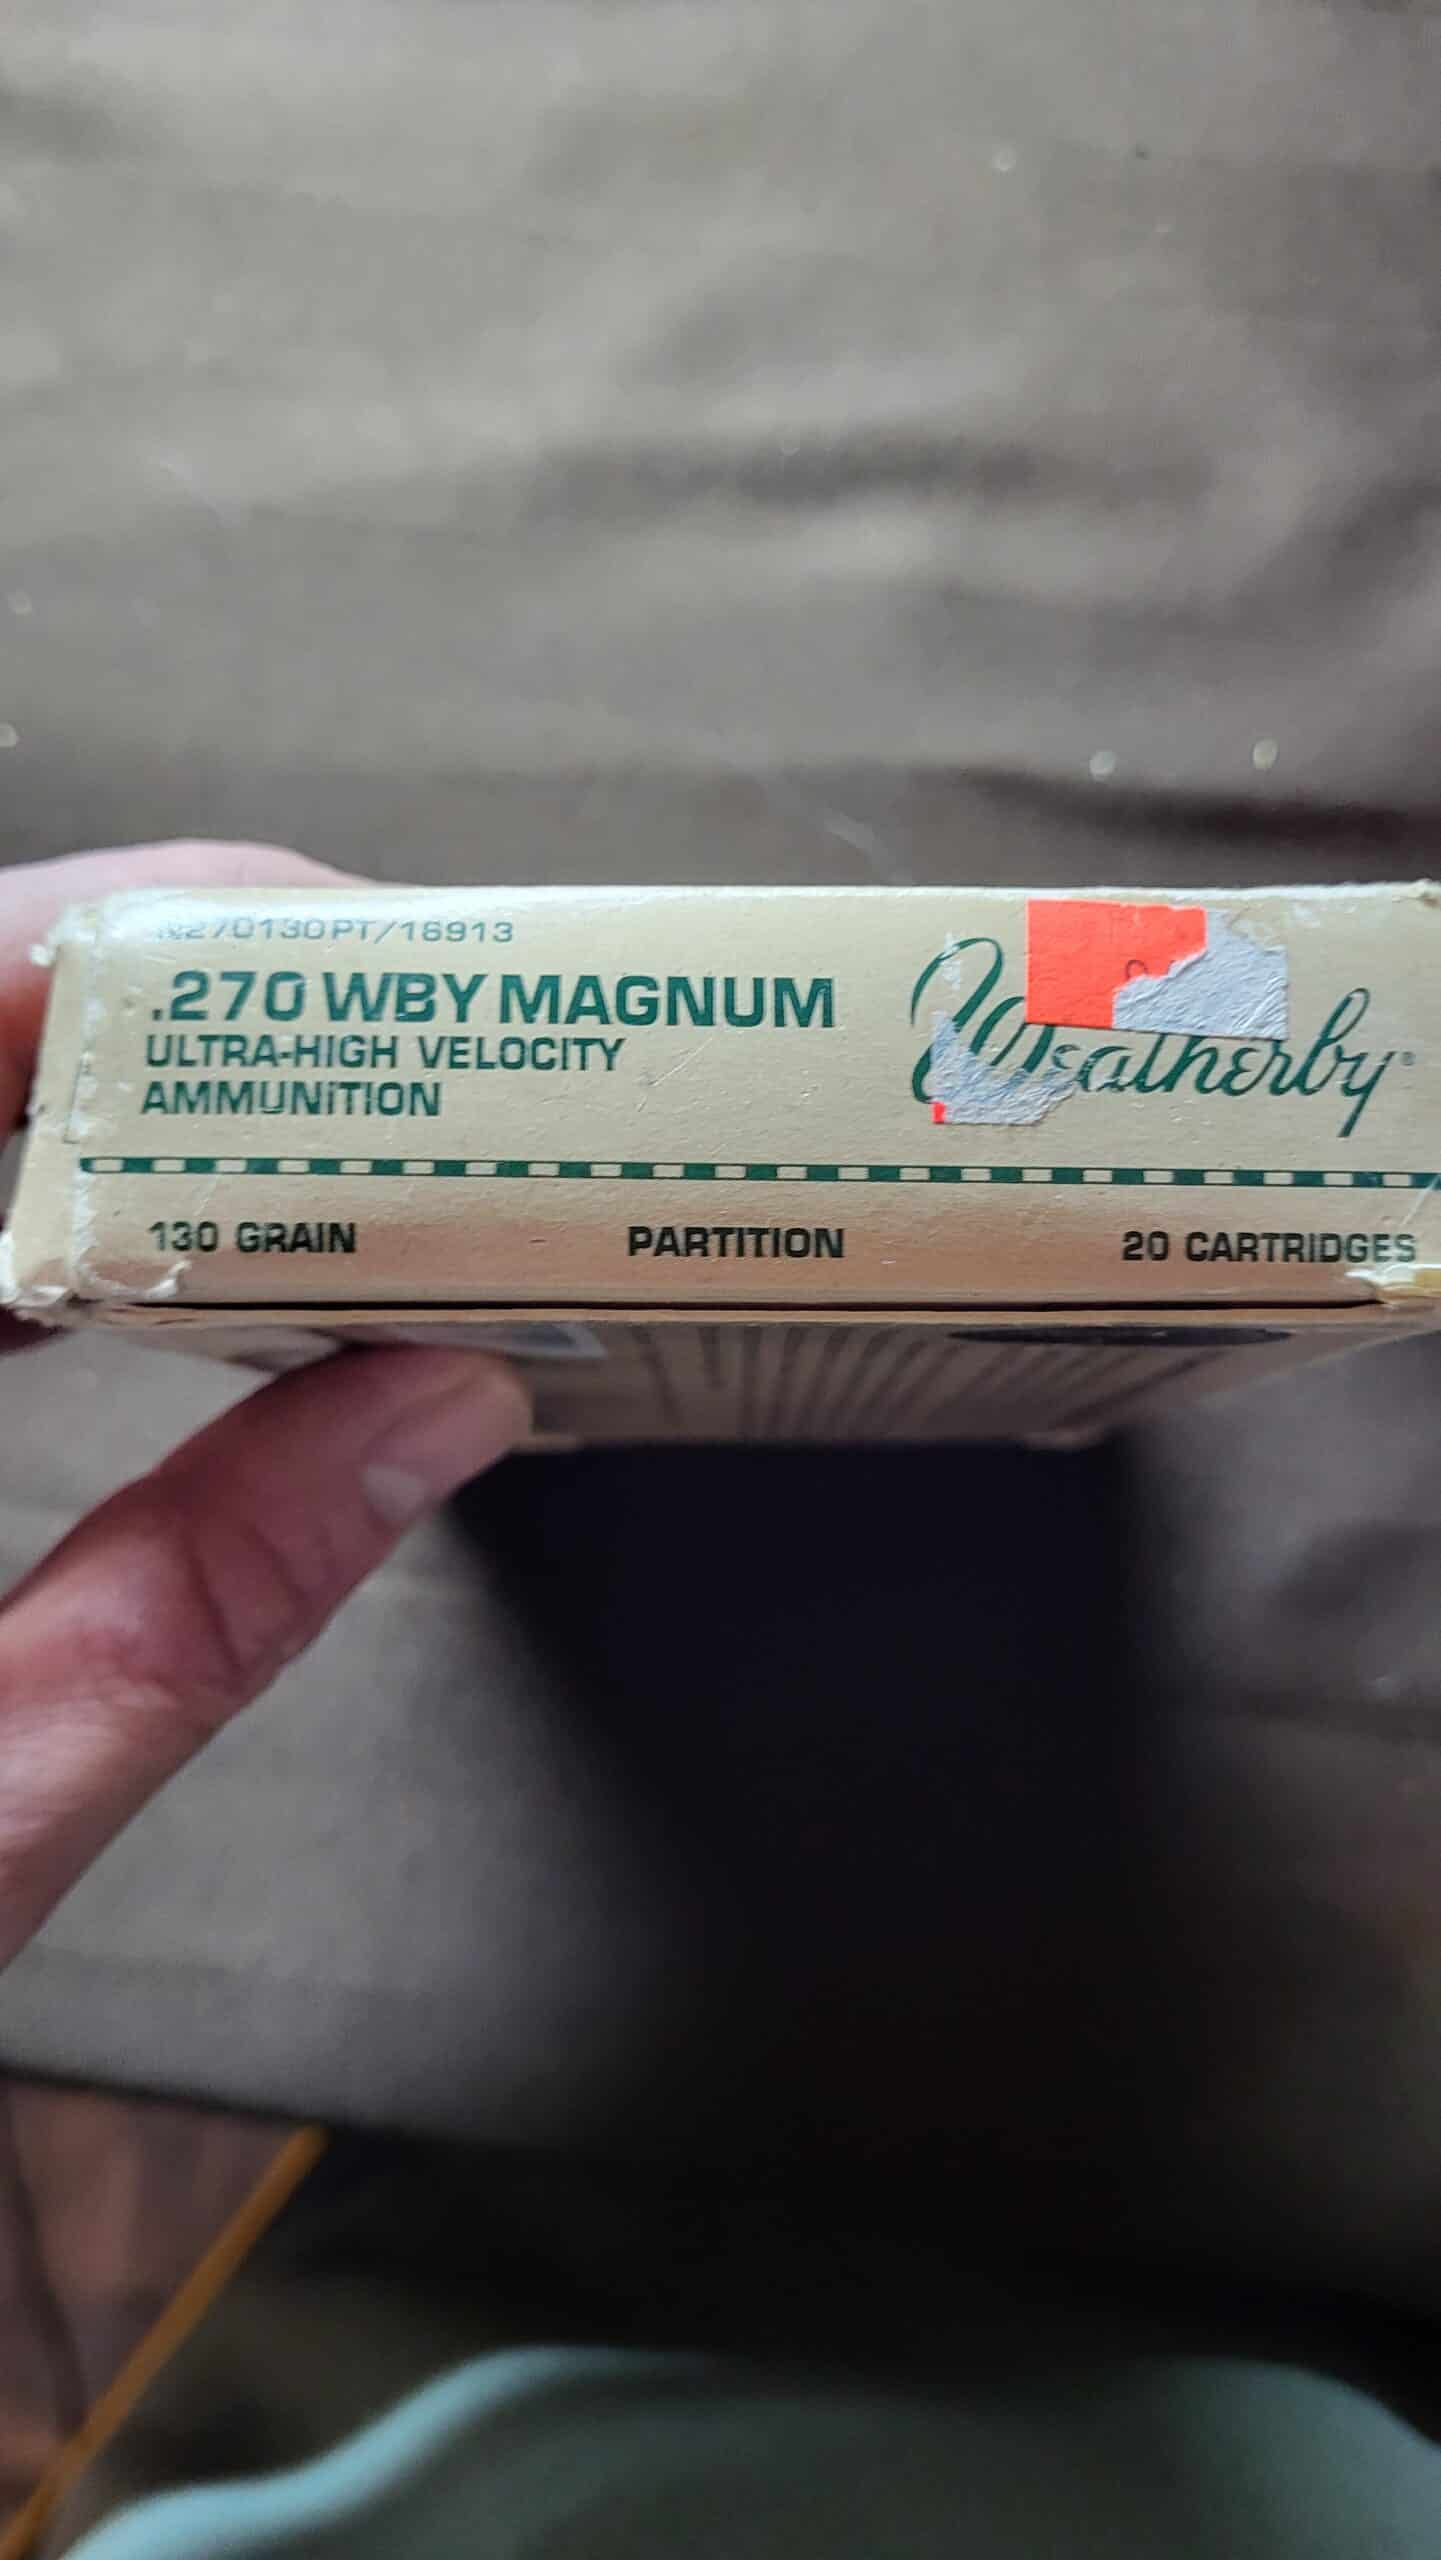 N270130PT/16913
.270 WBY MAGNUM
ULTRA-HIGH VELOCITY
AMMUNITION
Weatherby®
130 GRAIN PARTITION 20 CARTRIDGES